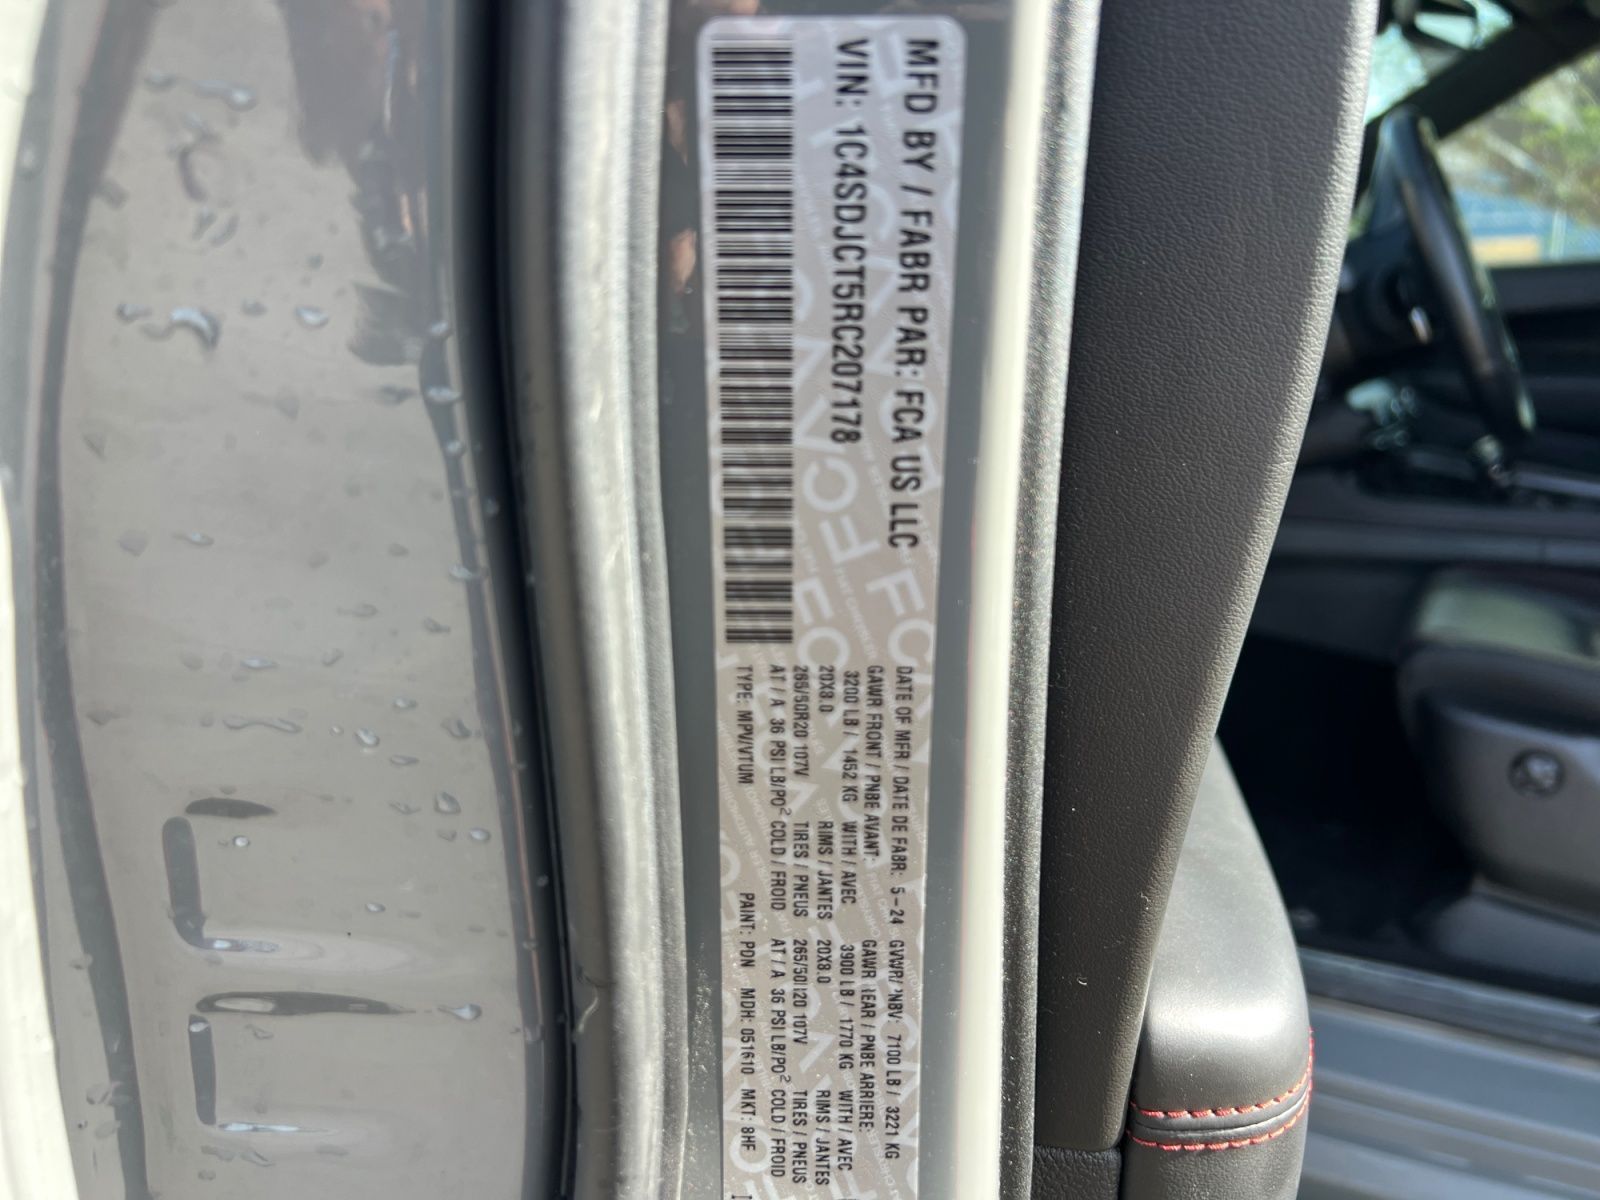 MFD BY / FABR PAR: FCA US LLC
VIN: 1C4SDJCT5RC207178
DATE OF MFR / DATE DE FABR: 5-24 GVWR/ PNBV: 7100 LB / 3221 KG
GAWR FRONT / PNBE AVANT: GAWR REAR / PNBE ARRIERE:
3200 LB / 1452 KG WITH / AVEC 3900 LB / 1770 KG WITH / AVEC
20X8.0 RIMS / JANTES 20X8.0 RIMS / JANTES
265/50R20 107V TIRES / PNEUS 265/50R20 107V TIRES / PNEUS
AT / A 36 PSI LB/PO² COLD / FROID AT / A 36 PSI LB/PO² COLD / FROID
TYPE: MPV/VTUM PAINT: PDN MDH: 051610 MKT: 8HF